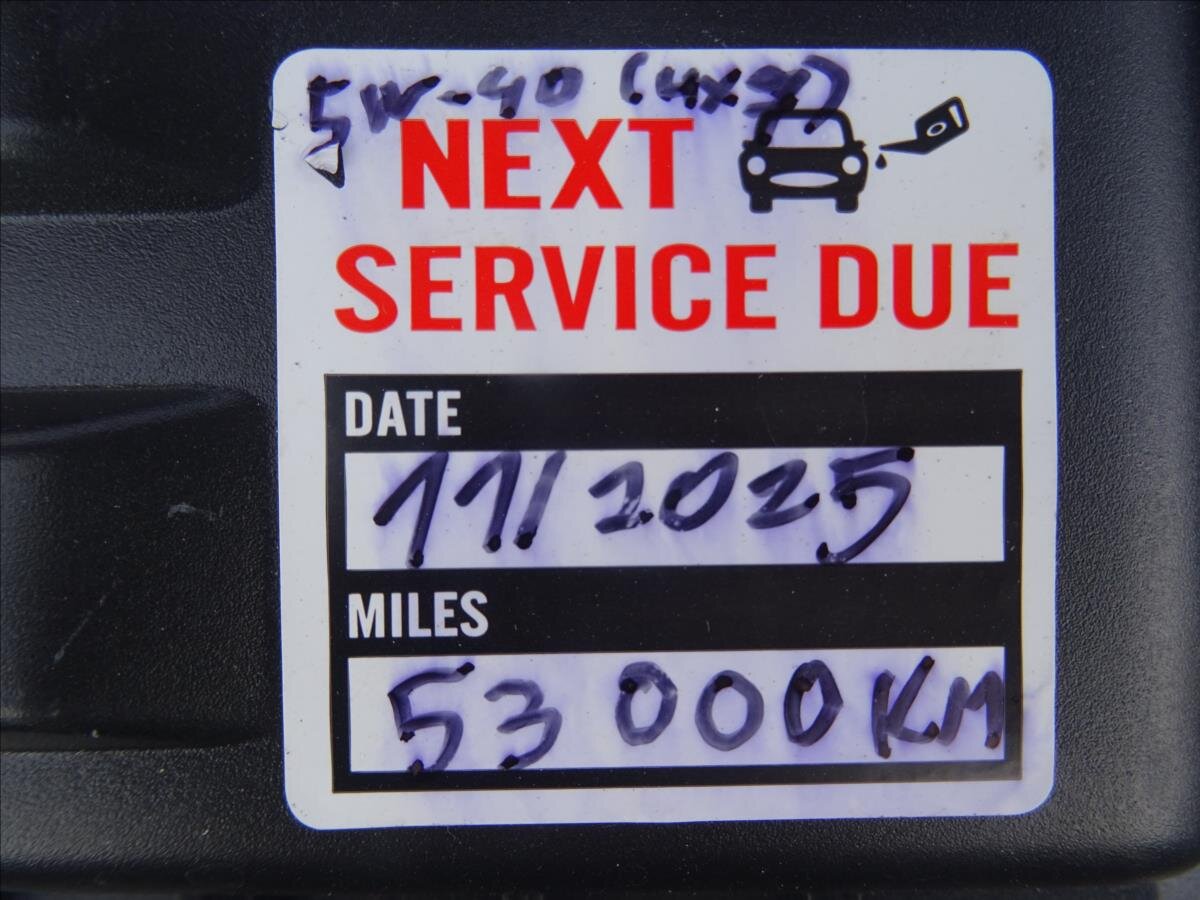 5W-40
NEXT
SERVICE DUE
DATE
11/2025
MILES
53 000 KM